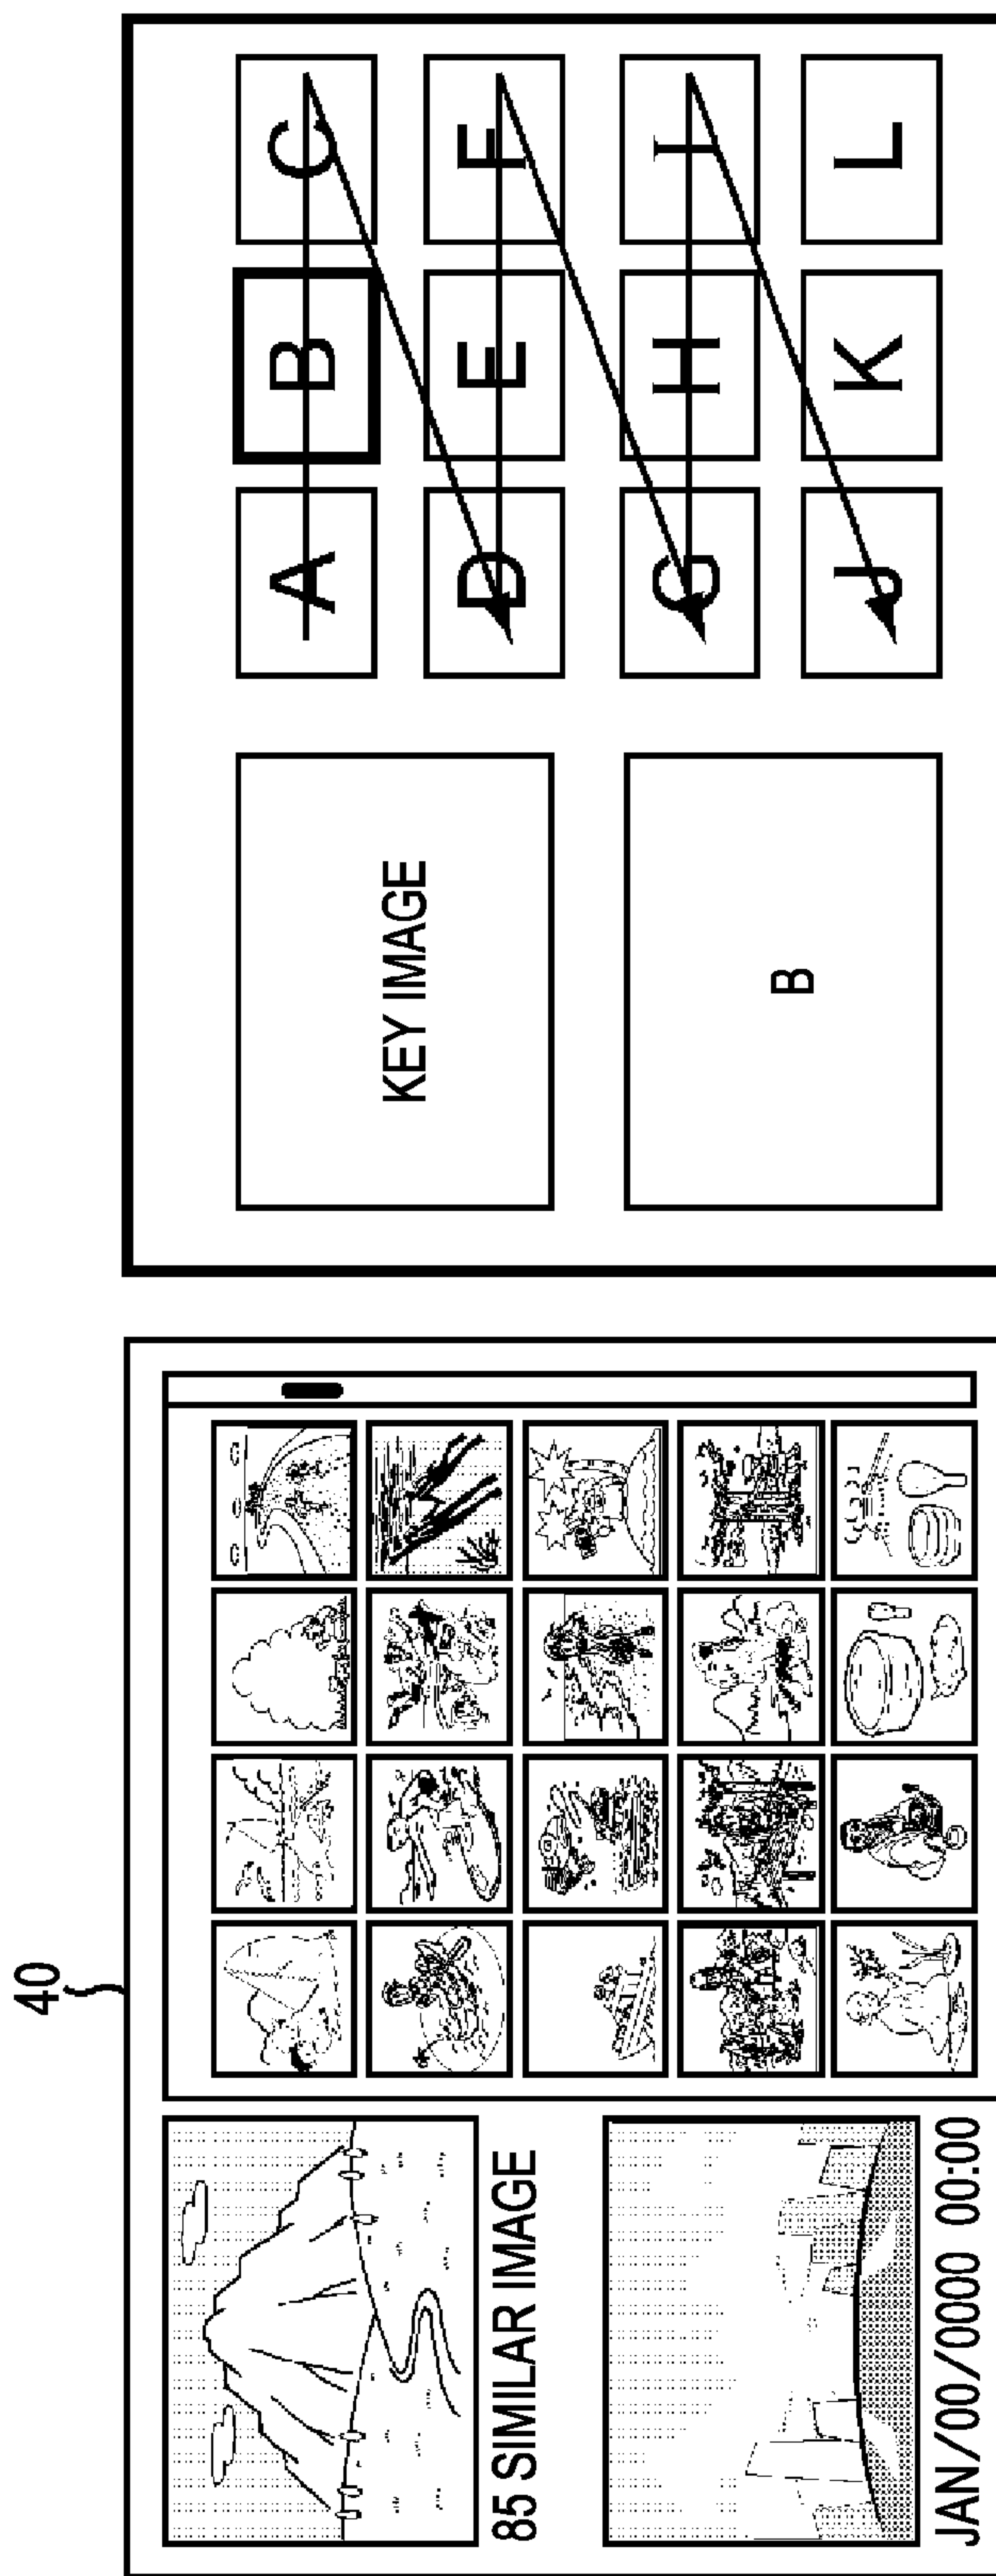 40
85 SIMILAR IMAGE
JAN/00/0000 00:00
KEY IMAGE
B
A B C
D E F
G H I
J K L